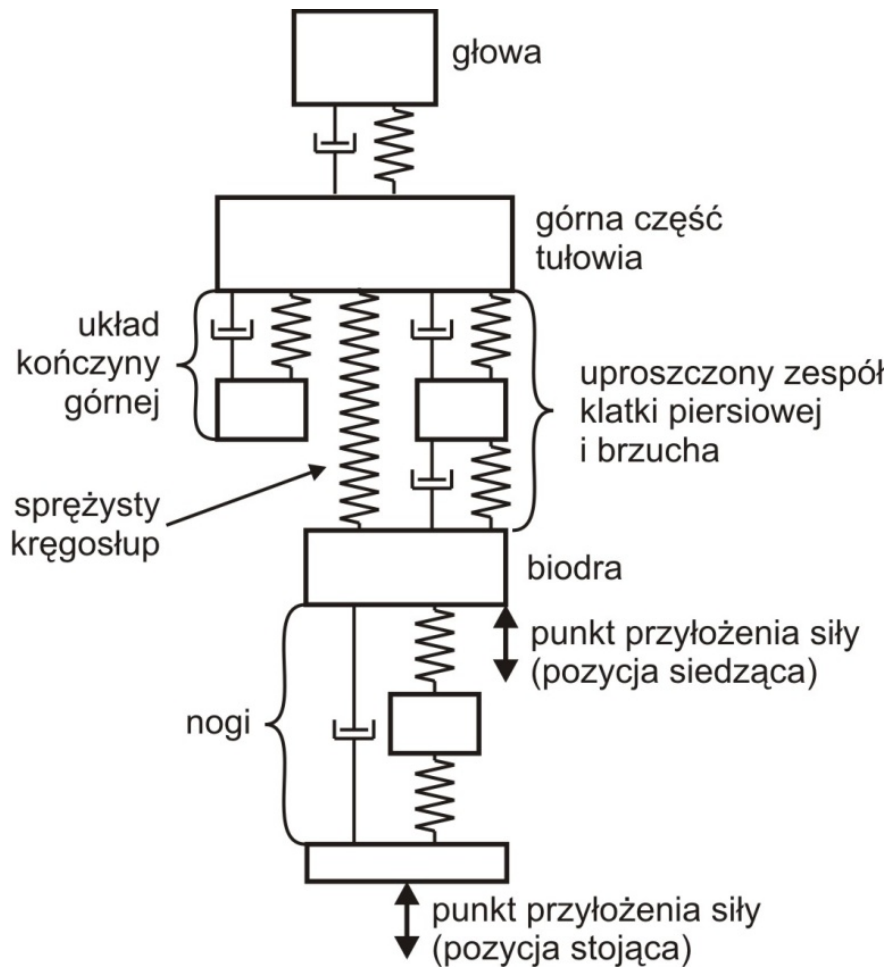 głowa
górna część
tułowia
układ
kończyny
górnej
uproszczony zespół
klatki piersiowej
i brzucha
sprężysty
kręgosłup
biodra
punkt przyłożenia siły
(pozycja siedząca)
nogi
punkt przyłożenia siły
(pozycja stojąca)